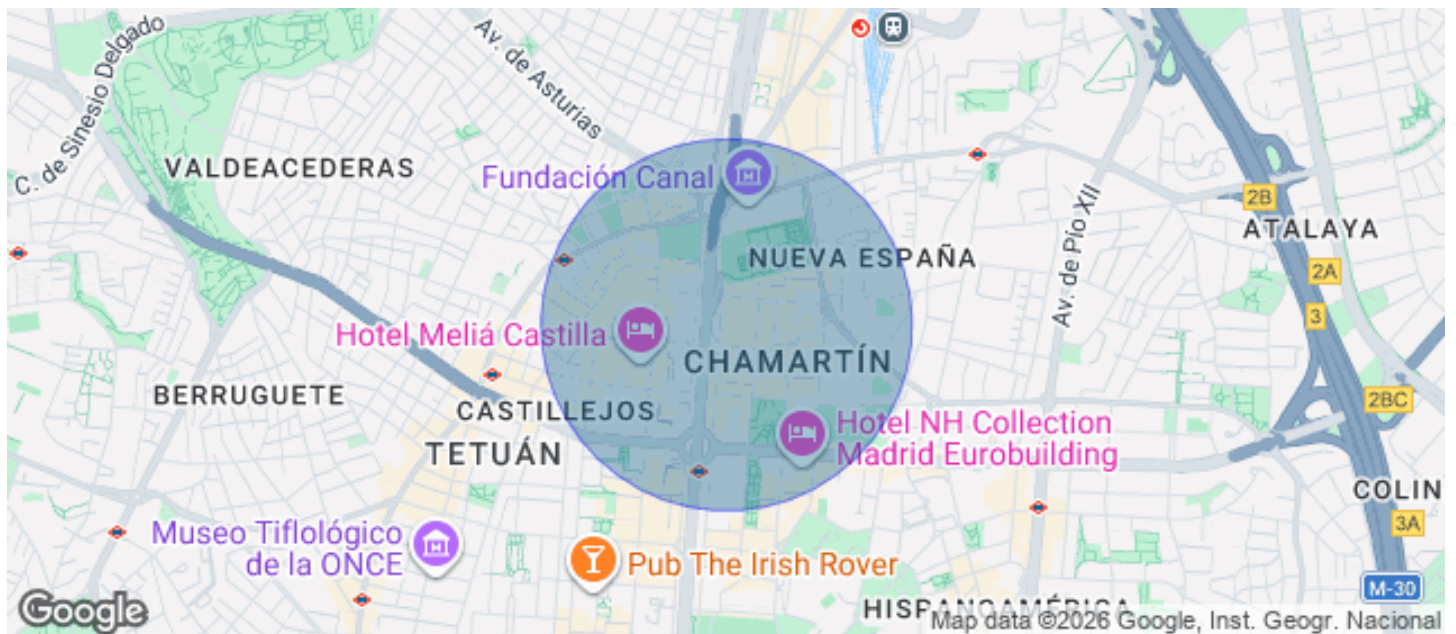 C. de Sinesio Delgado
Av. de Asturias
VALDEACEDERAS
Fundación Canal
NUEVA ESPAÑA
Av. de Pío XII
2B
ATALAYA
2A
3
Hotel Meliá Castilla
CHAMARTÍN
BERRUGUETE
CASTILLEJOS
TETUÁN
Hotel NH Collection
Madrid Eurobuilding
2BC
COLIN
3A
Museo Tiflológico
de la ONCE
Pub The Irish Rover
M-30
HISPANOAMÉRICA
Google
Map data ©2026 Google, Inst. Geogr. Nacional